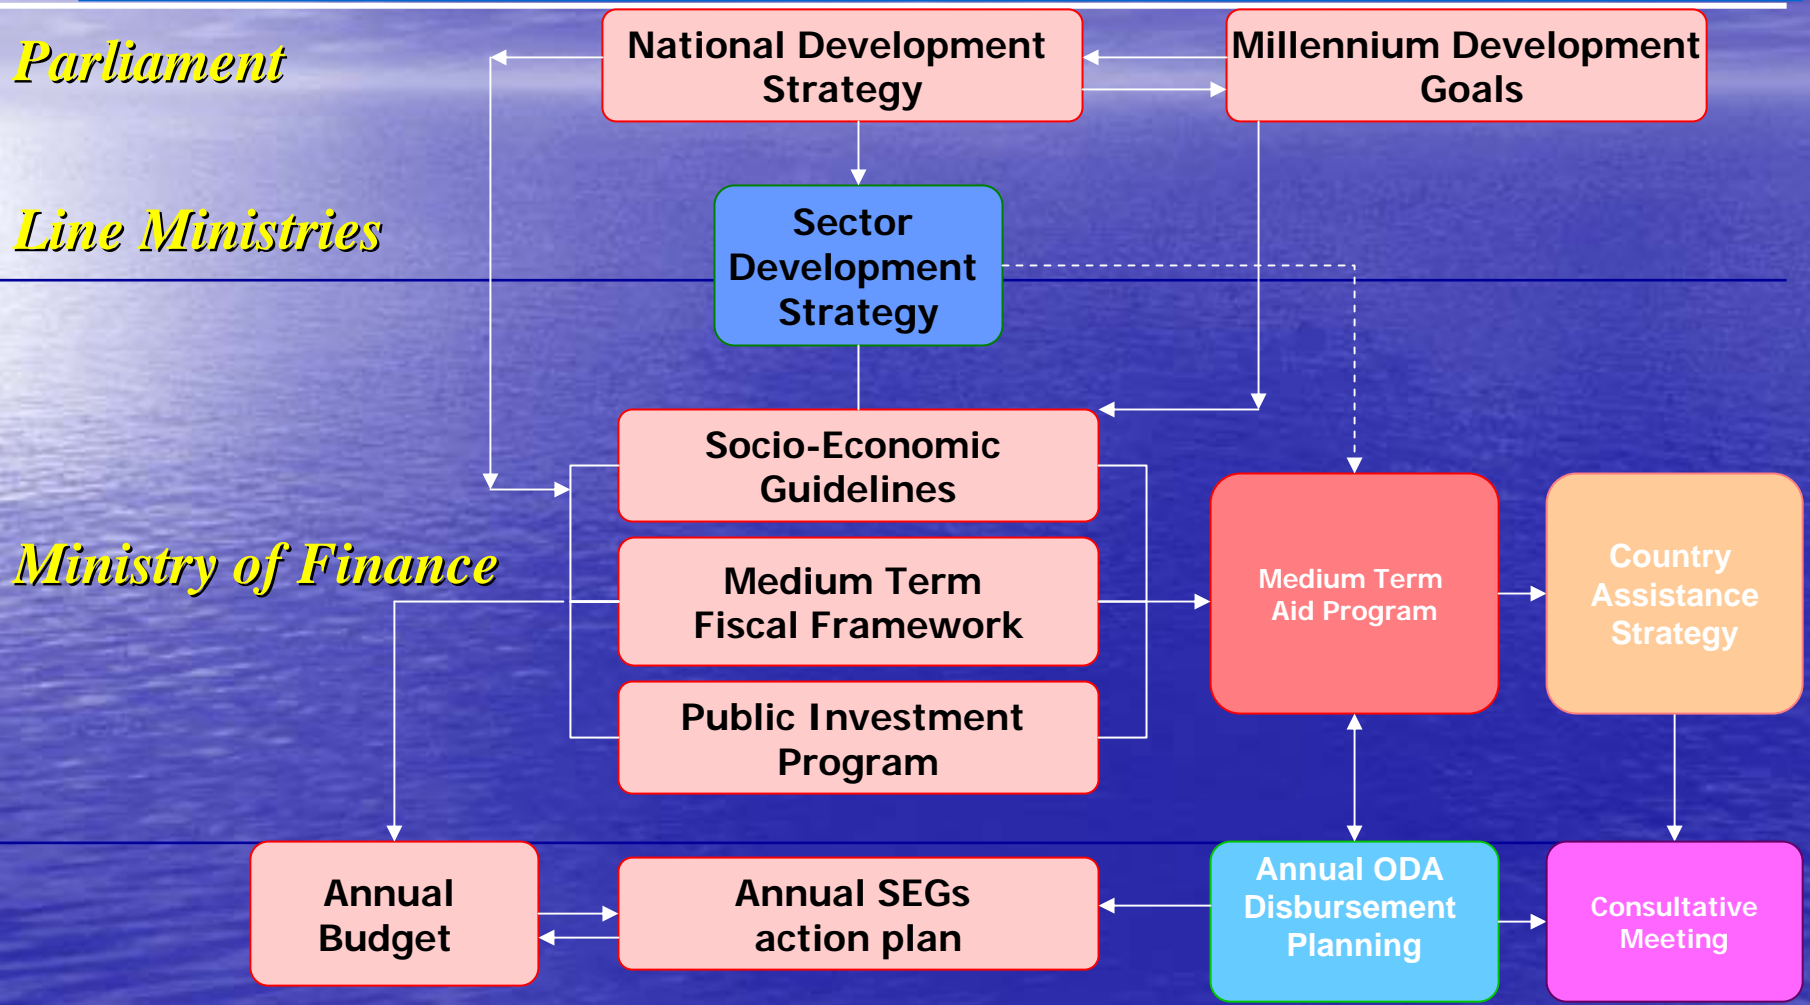 Parliament
National Development
Strategy
Millennium Development
Goals
Line Ministries
Sector
Development
Strategy
Socio-Economic
Guidelines
Ministry of Finance
Medium Term
Fiscal Framework
Public Investment
Program
Medium Term
Aid Program
Country
Assistance
Strategy
Annual
Budget
Annual SEGs
action plan
Annual ODA
Disbursement
Planning
Consultative
Meeting